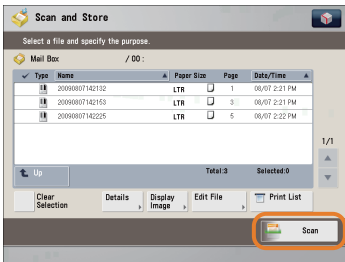 Scan and Store
Select a file and specify the purpose.
Mail Box / 00 :
Type Name Paper Size Page Date/Time
20090807142132 LTR 1 08/07 2:21 PM
20090807142153 LTR 3 08/07 2:21 PM
20090807142225 LTR 5 08/07 2:22 PM
1/1
Up Total:3 Selected:0
Clear Selection Details Display Image Edit File Print List
Scan